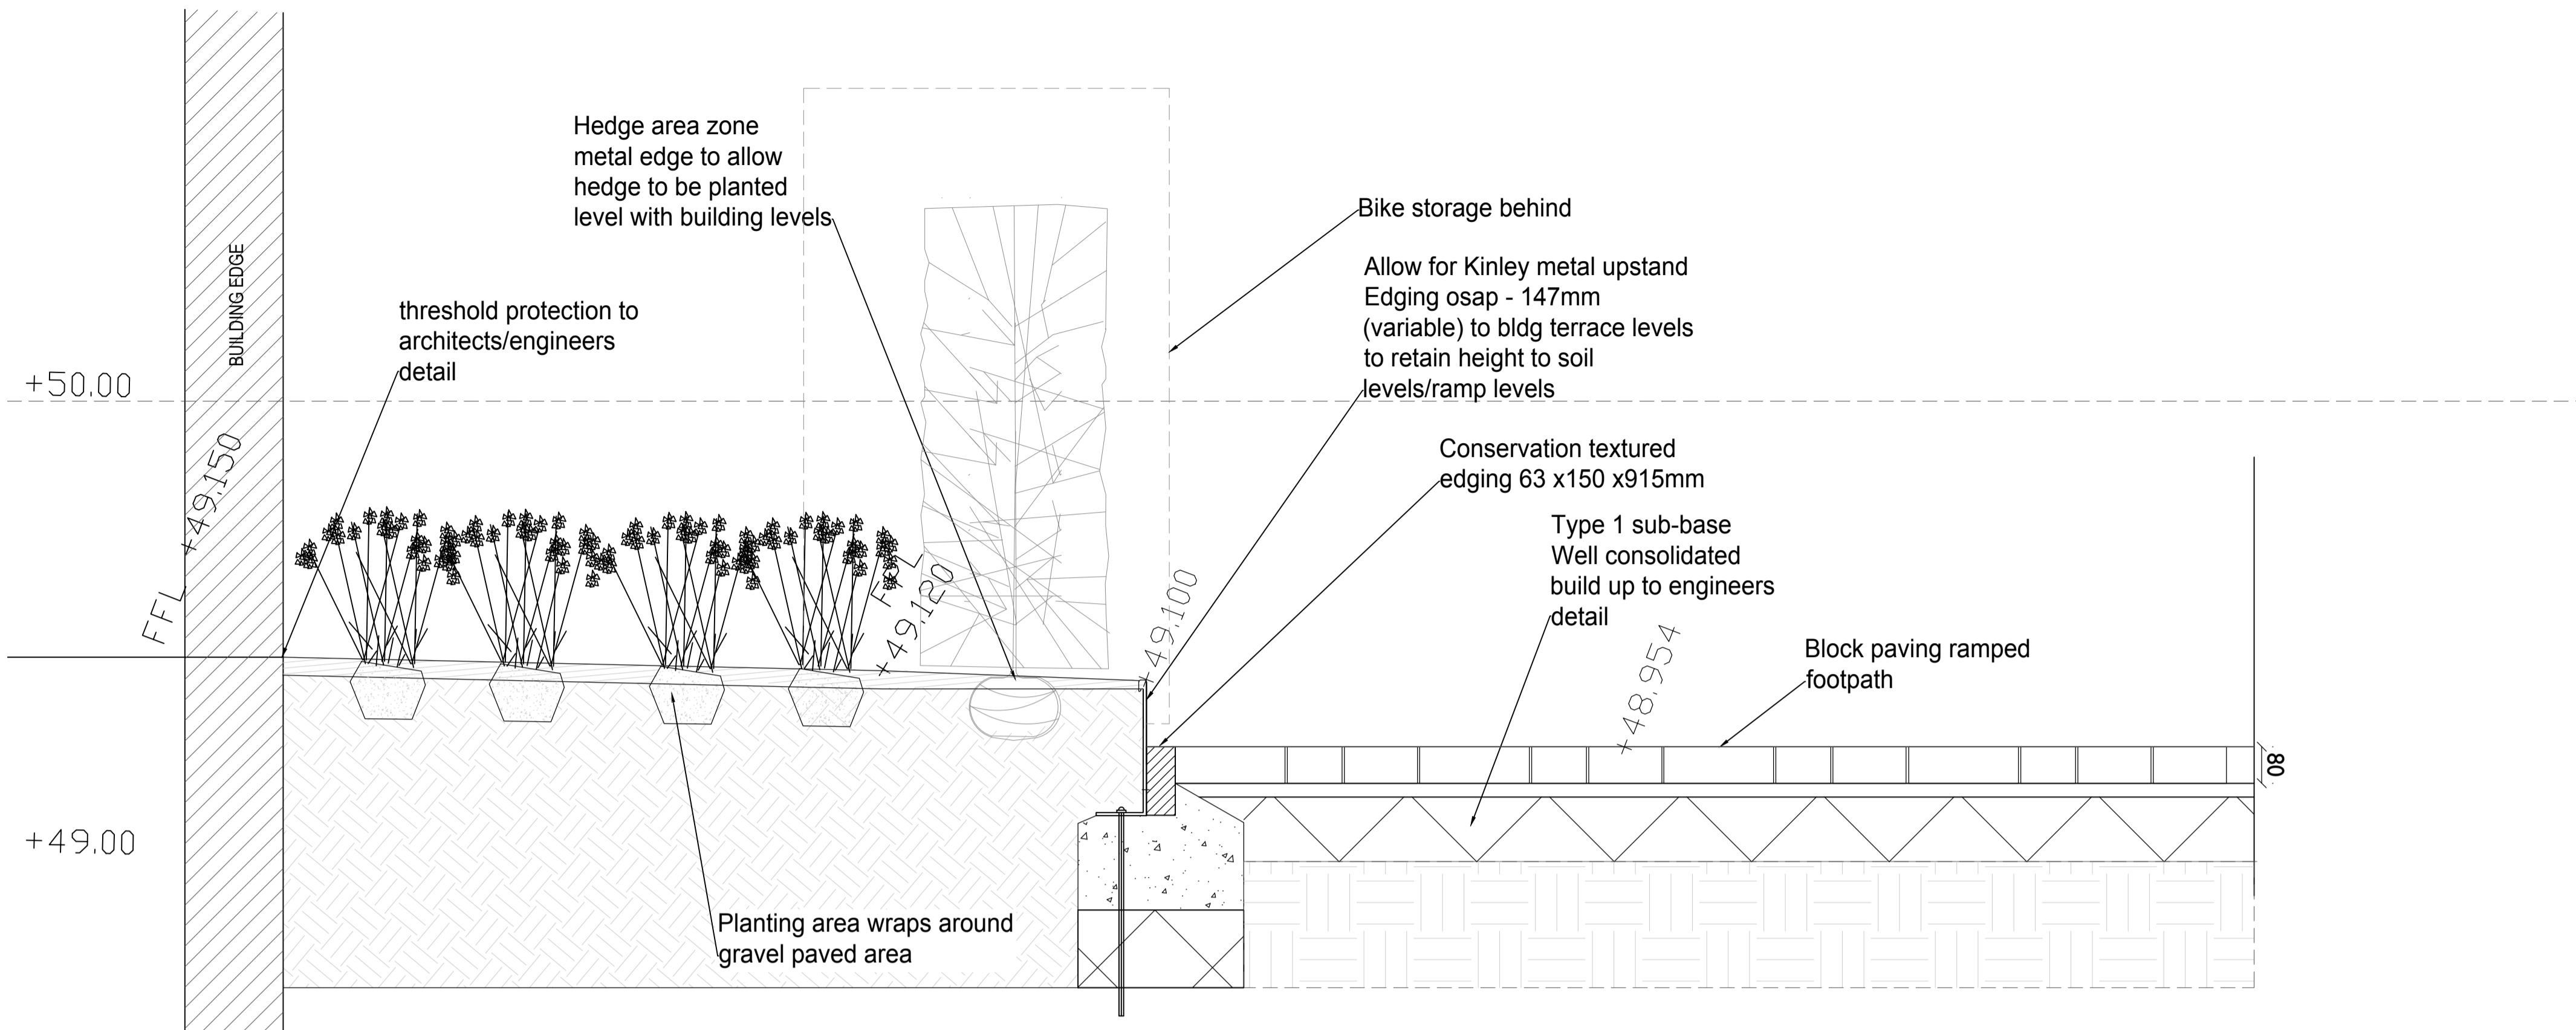 Hedge area zone
metal edge to allow
hedge to be planted
level with building levels
Bike storage behind
BUILDING EDGE
Allow for Kinley metal upstand
Edging osap - 147mm
(variable) to bldg terrace levels
to retain height to soil
levels/ramp levels
threshold protection to
architects/engineers
detail
+50.00
Conservation textured
edging 63 x150 x915mm
FFL +49.150
Type 1 sub-base
Well consolidated
build up to engineers
detail
FFL
+49.120
+49.100
+48.954
Block paving ramped
footpath
80
+49.00
Planting area wraps around
gravel paved area